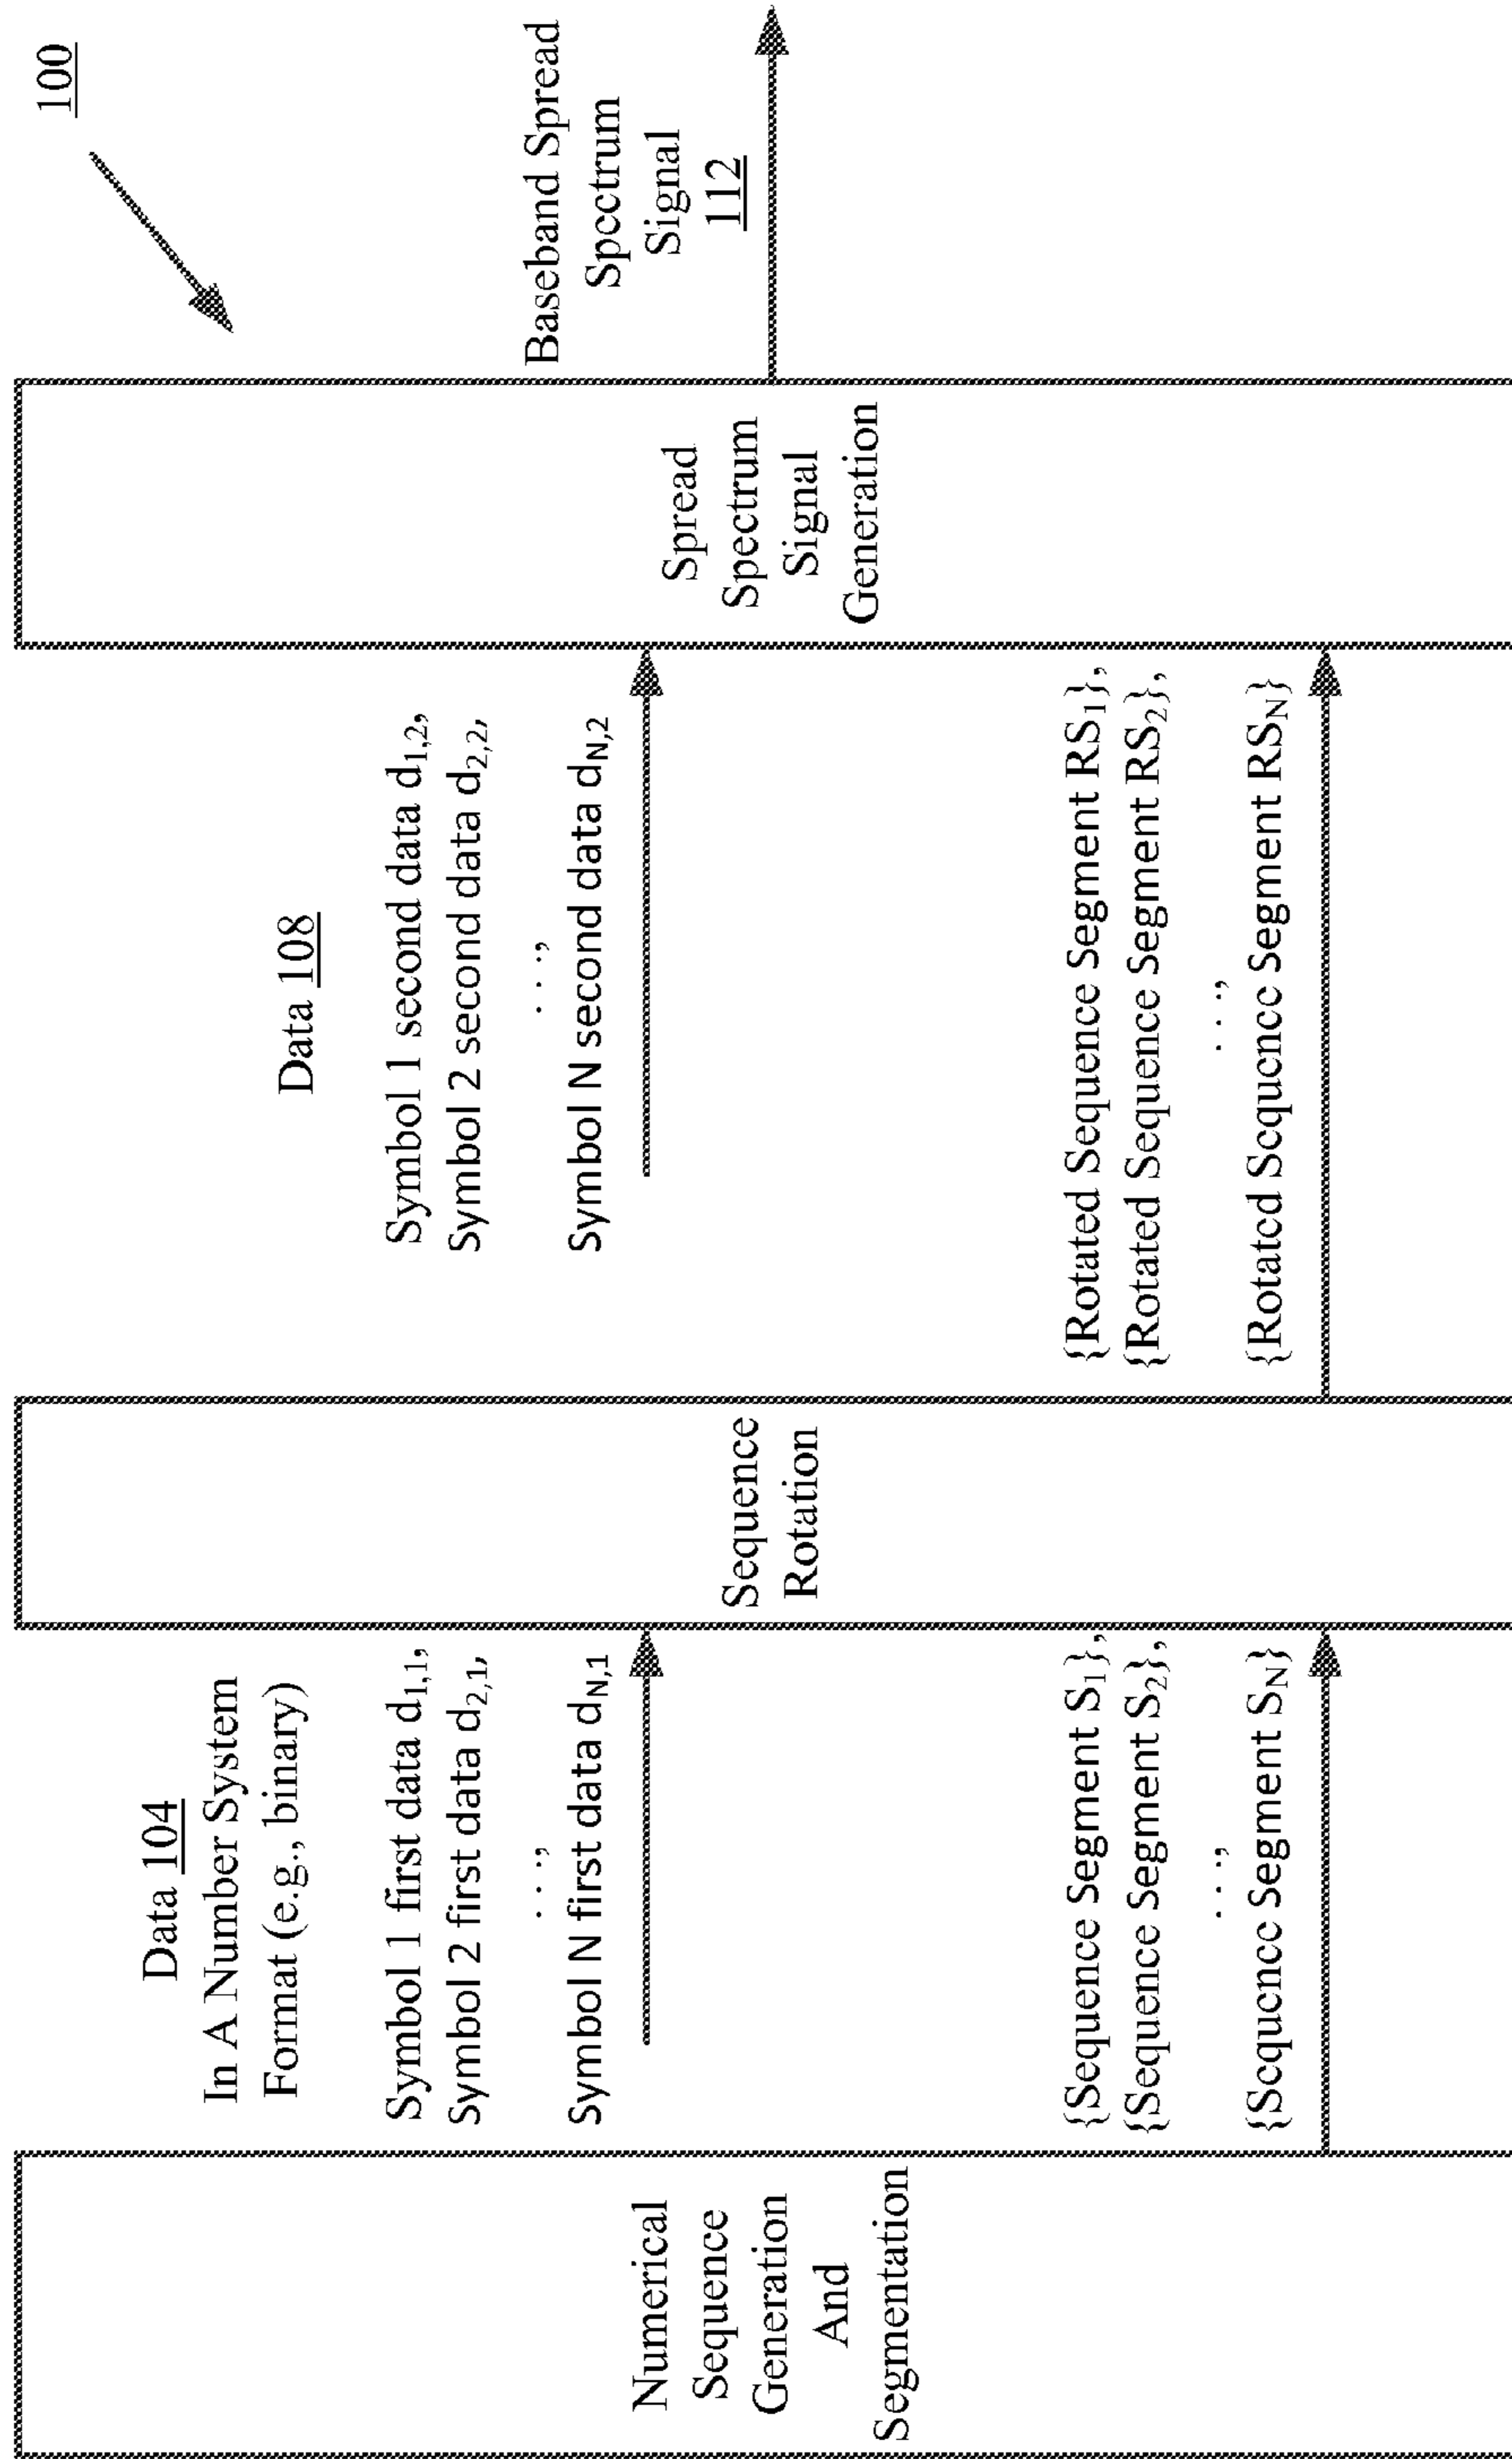 100
Numerical
Sequence
Generation
And
Segmentation
Data 104
In A Number System
Format (e.g., binary)
Symbol 1 first data d1,1,
Symbol 2 first data d2,1,
. . .,
Symbol N first data dN,1
{Sequence Segment S1},
{Sequence Segment S2},
. . .,
{Sequence Segment SN}
Sequence
Rotation
Data 108
Symbol 1 second data d1,2,
Symbol 2 second data d2,2,
. . .,
Symbol N second data dN,2
{Rotated Sequence Segment RS1},
{Rotated Sequence Segment RS2},
. . .,
{Rotated Sequence Segment RSN}
Spread
Spectrum
Signal
Generation
Baseband Spread
Spectrum
Signal
112